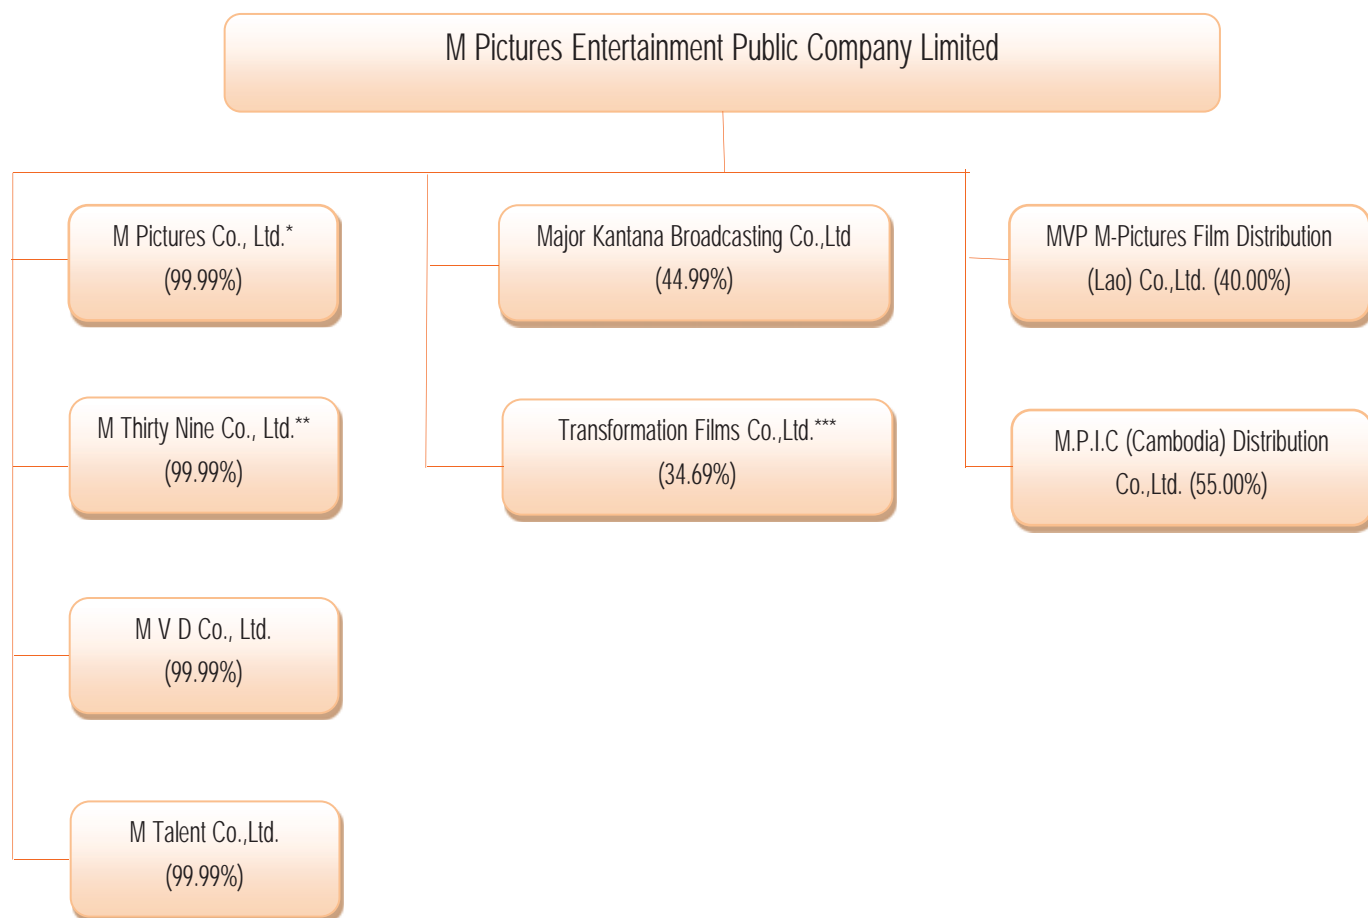 M Pictures Entertainment Public Company Limited
M Pictures Co., Ltd.*
(99.99%)
M Thirty Nine Co., Ltd.**
(99.99%)
M V D Co., Ltd.
(99.99%)
M Talent Co.,Ltd.
(99.99%)
Major Kantana Broadcasting Co.,Ltd
(44.99%)
Transformation Films Co.,Ltd.***
(34.69%)
MVP M-Pictures Film Distribution
(Lao) Co.,Ltd. (40.00%)
M.P.I.C (Cambodia) Distribution
Co.,Ltd. (55.00%)